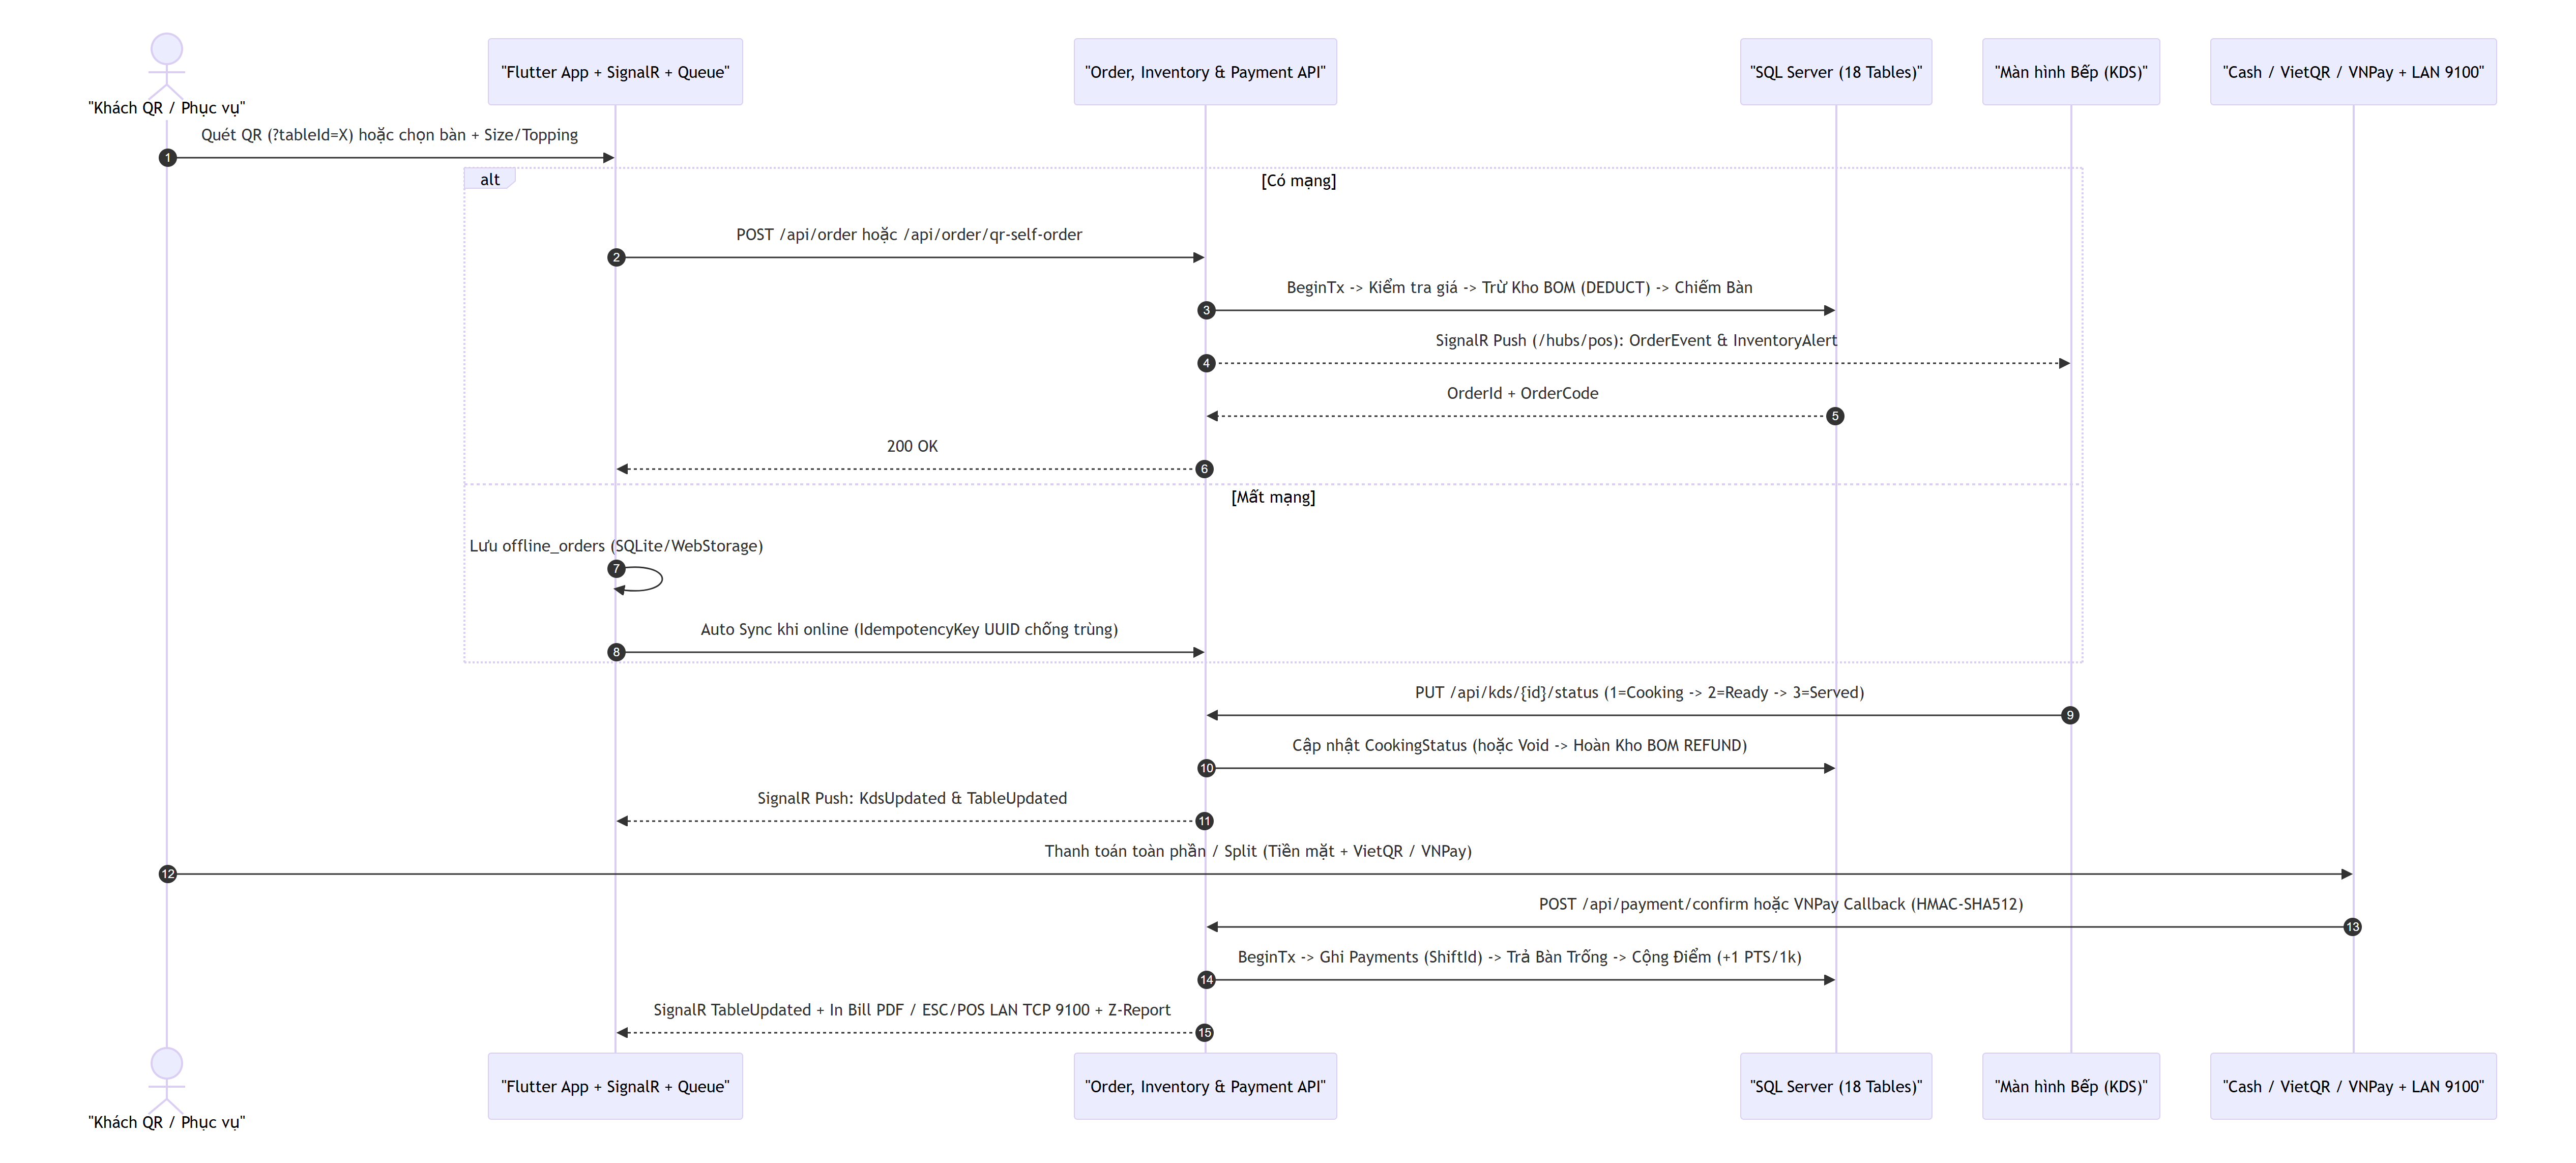 "Khách QR / Phục vụ"
"Flutter App + SignalR + Queue"
"Order, Inventory & Payment API"
"SQL Server (18 Tables)"
"Màn hình Bếp (KDS)"
"Cash / VietQR / VNPay + LAN 9100"
Quét QR (?tableId=X) hoặc chọn bàn + Size/Topping
1
alt
[Có mạng]
POST /api/order hoặc /api/order/qr-self-order
2
BeginTx -> Kiểm tra giá -> Trừ Kho BOM (DEDUCT) -> Chiếm Bàn
3
SignalR Push (/hubs/pos): OrderEvent & InventoryAlert
4
OrderId + OrderCode
5
200 OK
6
[Mất mạng]
Lưu offline_orders (SQLite/WebStorage)
7
Auto Sync khi online (IdempotencyKey UUID chống trùng)
8
PUT /api/kds/{id}/status (1=Cooking -> 2=Ready -> 3=Served)
9
Cập nhật CookingStatus (hoặc Void -> Hoàn Kho BOM REFUND)
10
SignalR Push: KdsUpdated & TableUpdated
11
Thanh toán toàn phần / Split (Tiền mặt + VietQR / VNPay)
12
POST /api/payment/confirm hoặc VNPay Callback (HMAC-SHA512)
13
BeginTx -> Ghi Payments (ShiftId) -> Trả Bàn Trống -> Cộng Điểm (+1 PTS/1k)
14
SignalR TableUpdated + In Bill PDF / ESC/POS LAN TCP 9100 + Z-Report
15
"Khách QR / Phục vụ"
"Flutter App + SignalR + Queue"
"Order, Inventory & Payment API"
"SQL Server (18 Tables)"
"Màn hình Bếp (KDS)"
"Cash / VietQR / VNPay + LAN 9100"